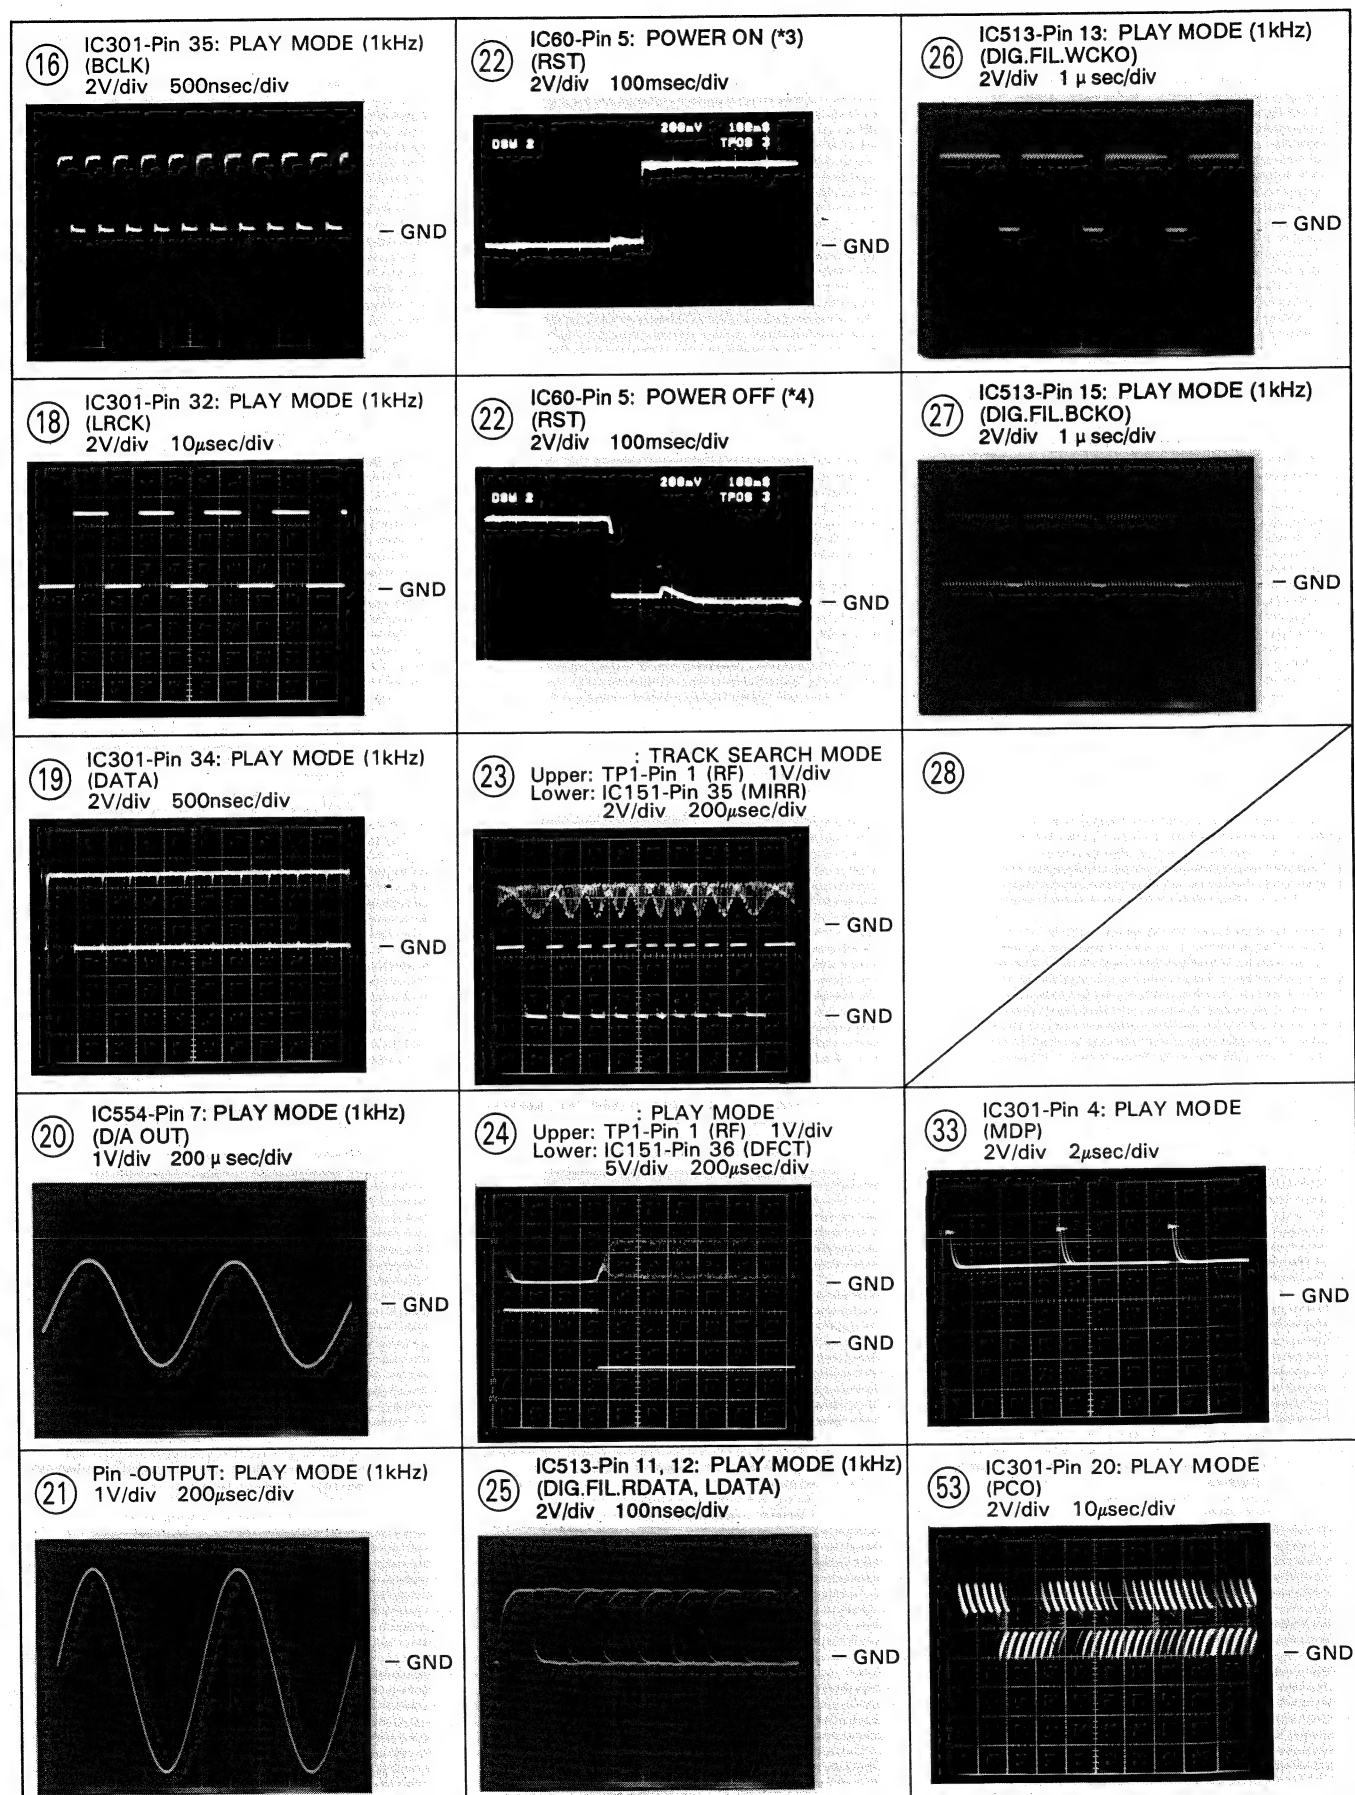 16
IC301-Pin 35: PLAY MODE (1kHz)
(BCLK)
2V/div 500nsec/div
– GND
22
IC60-Pin 5: POWER ON (*3)
(RST)
2V/div 100msec/div
200mV 100mS
DSW 2 TPOS 3
– GND
26
IC513-Pin 13: PLAY MODE (1kHz)
(DIG.FIL.WCKO)
2V/div 1 μ sec/div
– GND
18
IC301-Pin 32: PLAY MODE (1kHz)
(LRCK)
2V/div 10μsec/div
– GND
22
IC60-Pin 5: POWER OFF (*4)
(RST)
2V/div 100msec/div
200mV 100mS
DSW 2 TPOS 3
– GND
27
IC513-Pin 15: PLAY MODE (1kHz)
(DIG.FIL.BCKO)
2V/div 1 μ sec/div
– GND
19
IC301-Pin 34: PLAY MODE (1kHz)
(DATA)
2V/div 500nsec/div
– GND
23
: TRACK SEARCH MODE
Upper: TP1-Pin 1 (RF) 1V/div
Lower: IC151-Pin 35 (MIRR)
2V/div 200μsec/div
– GND
– GND
28
20
IC554-Pin 7: PLAY MODE (1kHz)
(D/A OUT)
1V/div 200 μ sec/div
– GND
24
: PLAY MODE
Upper: TP1-Pin 1 (RF) 1V/div
Lower: IC151-Pin 36 (DFCT)
5V/div 200μsec/div
– GND
– GND
33
IC301-Pin 4: PLAY MODE
(MDP)
2V/div 2μsec/div
– GND
21
Pin -OUTPUT: PLAY MODE (1kHz)
1V/div 200μsec/div
– GND
25
IC513-Pin 11, 12: PLAY MODE (1kHz)
(DIG.FIL.RDATA, LDATA)
2V/div 100nsec/div
– GND
53
IC301-Pin 20: PLAY MODE
(PCO)
2V/div 10μsec/div
– GND